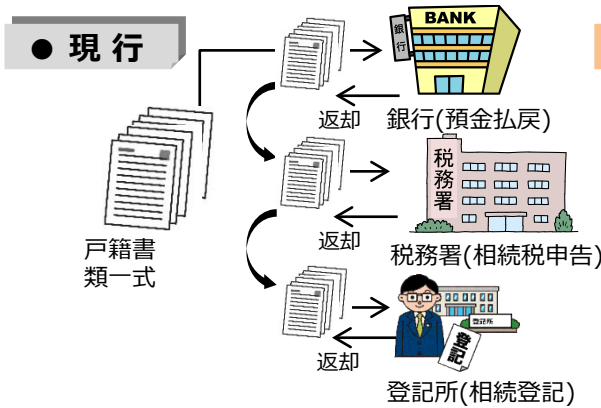 ● 現 行
銀行
BANK
返却
銀行(預金払戻)
税務署
戸籍書
類一式
返却
税務署(相続税申告)
登記所
登記
返却
登記所(相続登記)